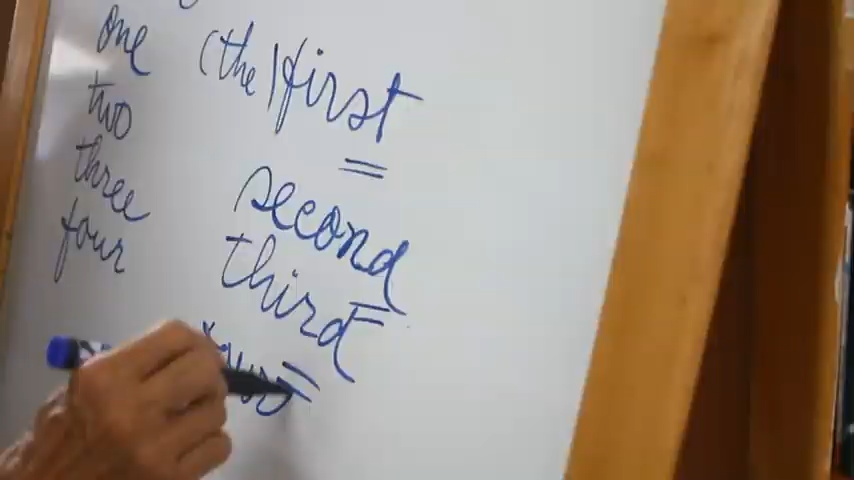 one (the) first
two second
three third
four